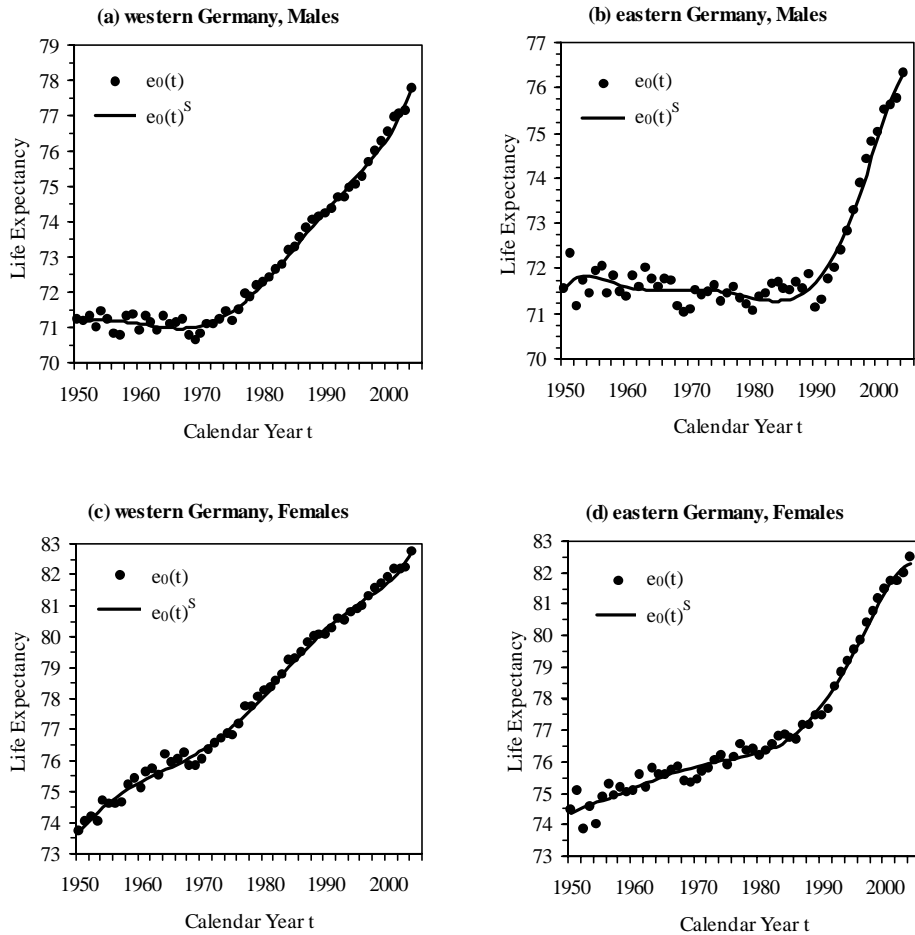 (a) western Germany, Males
79
78
77
76
75
74
73
72
71
70
Life Expectancy
e₀(t)
e₀(t)ˢ
1950 1960 1970 1980 1990 2000
Calendar Year t
(b) eastern Germany, Males
77
76
75
74
73
72
71
70
Life Expectancy
e₀(t)
e₀(t)ˢ
1950 1960 1970 1980 1990 2000
Calendar Year t
(c) western Germany, Females
83
82
81
80
79
78
77
76
75
74
73
Life Expectancy
e₀(t)
e₀(t)ˢ
1950 1960 1970 1980 1990 2000
Calendar Year t
(d) eastern Germany, Females
83
82
81
80
79
78
77
76
75
74
73
Life Expectancy
e₀(t)
e₀(t)ˢ
1950 1960 1970 1980 1990 2000
Calendar Year t